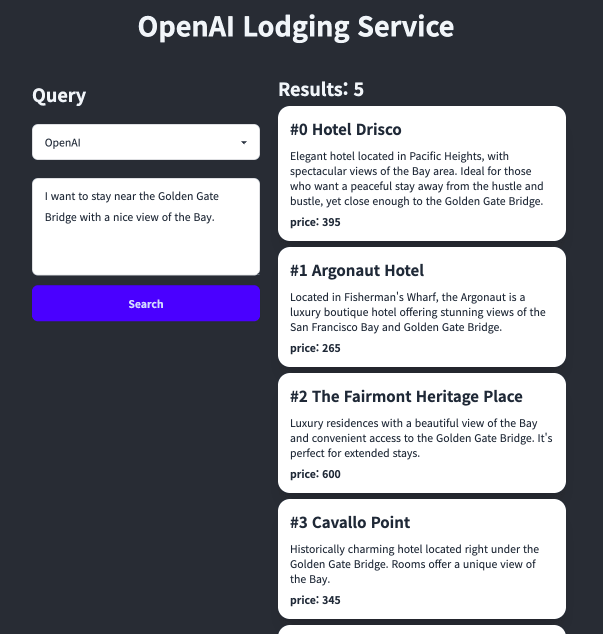 OpenAI Lodging Service
Query
OpenAI
I want to stay near the Golden Gate
Bridge with a nice view of the Bay.
Search
Results: 5
#0 Hotel Drisco
Elegant hotel located in Pacific Heights, with
spectacular views of the Bay area. Ideal for those
who want a peaceful stay away from the hustle and
bustle, yet close enough to the Golden Gate Bridge.
price: 395
#1 Argonaut Hotel
Located in Fisherman's Wharf, the Argonaut is a
luxury boutique hotel offering stunning views of the
San Francisco Bay and Golden Gate Bridge.
price: 265
#2 The Fairmont Heritage Place
Luxury residences with a beautiful view of the Bay
and convenient access to the Golden Gate Bridge. It's
perfect for extended stays.
price: 600
#3 Cavallo Point
Historically charming hotel located right under the
Golden Gate Bridge. Rooms offer a unique view of
the Bay.
price: 345